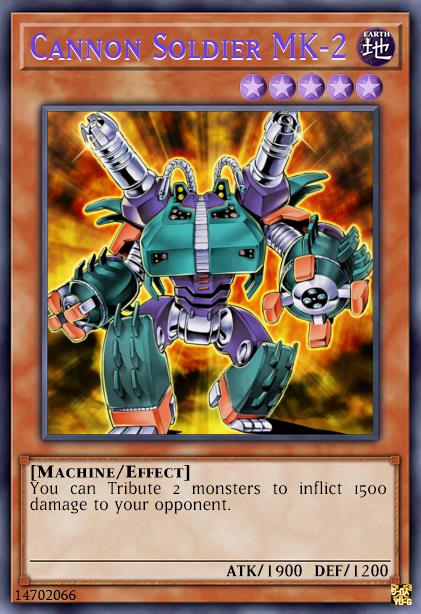 CANNON SOLDIER MK-2
EARTH
地
[MACHINE/EFFECT]
You can Tribute 2 monsters to inflict 1500
damage to your opponent.
ATK/1900 DEF/1200
14702066